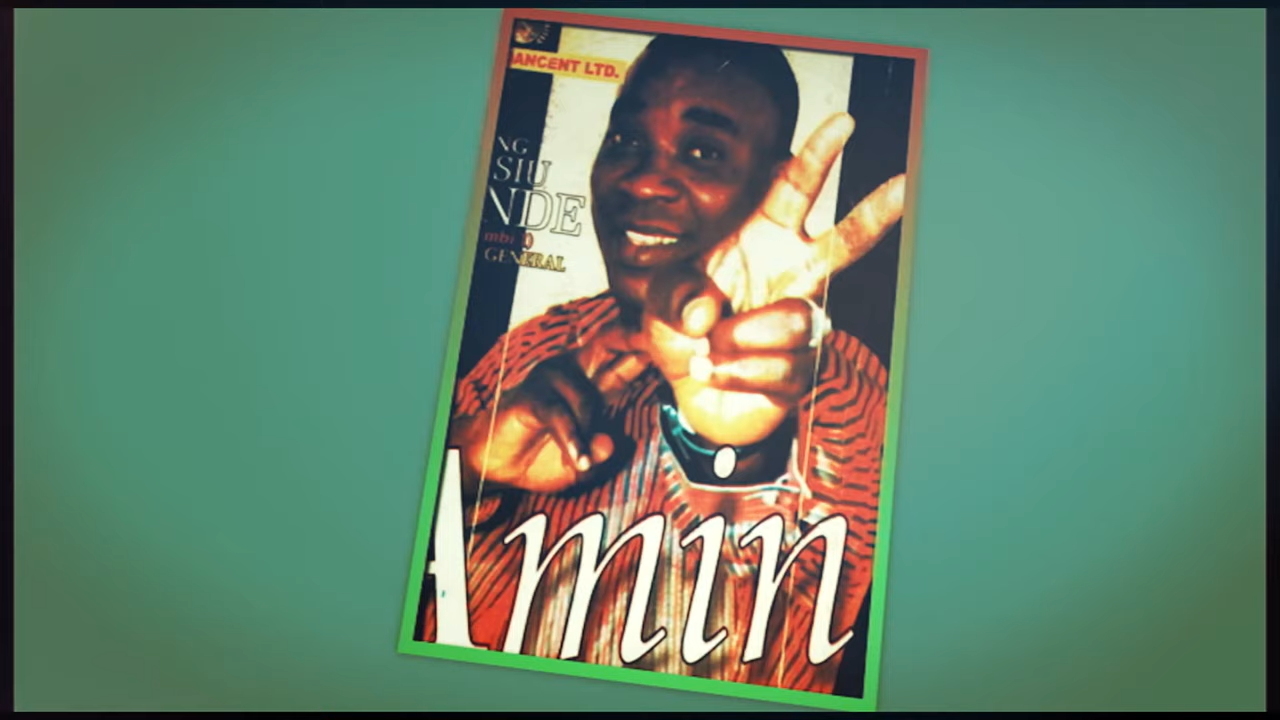 ANCENT LTD.
NG
SIU
NDE
GENERAL
Amin